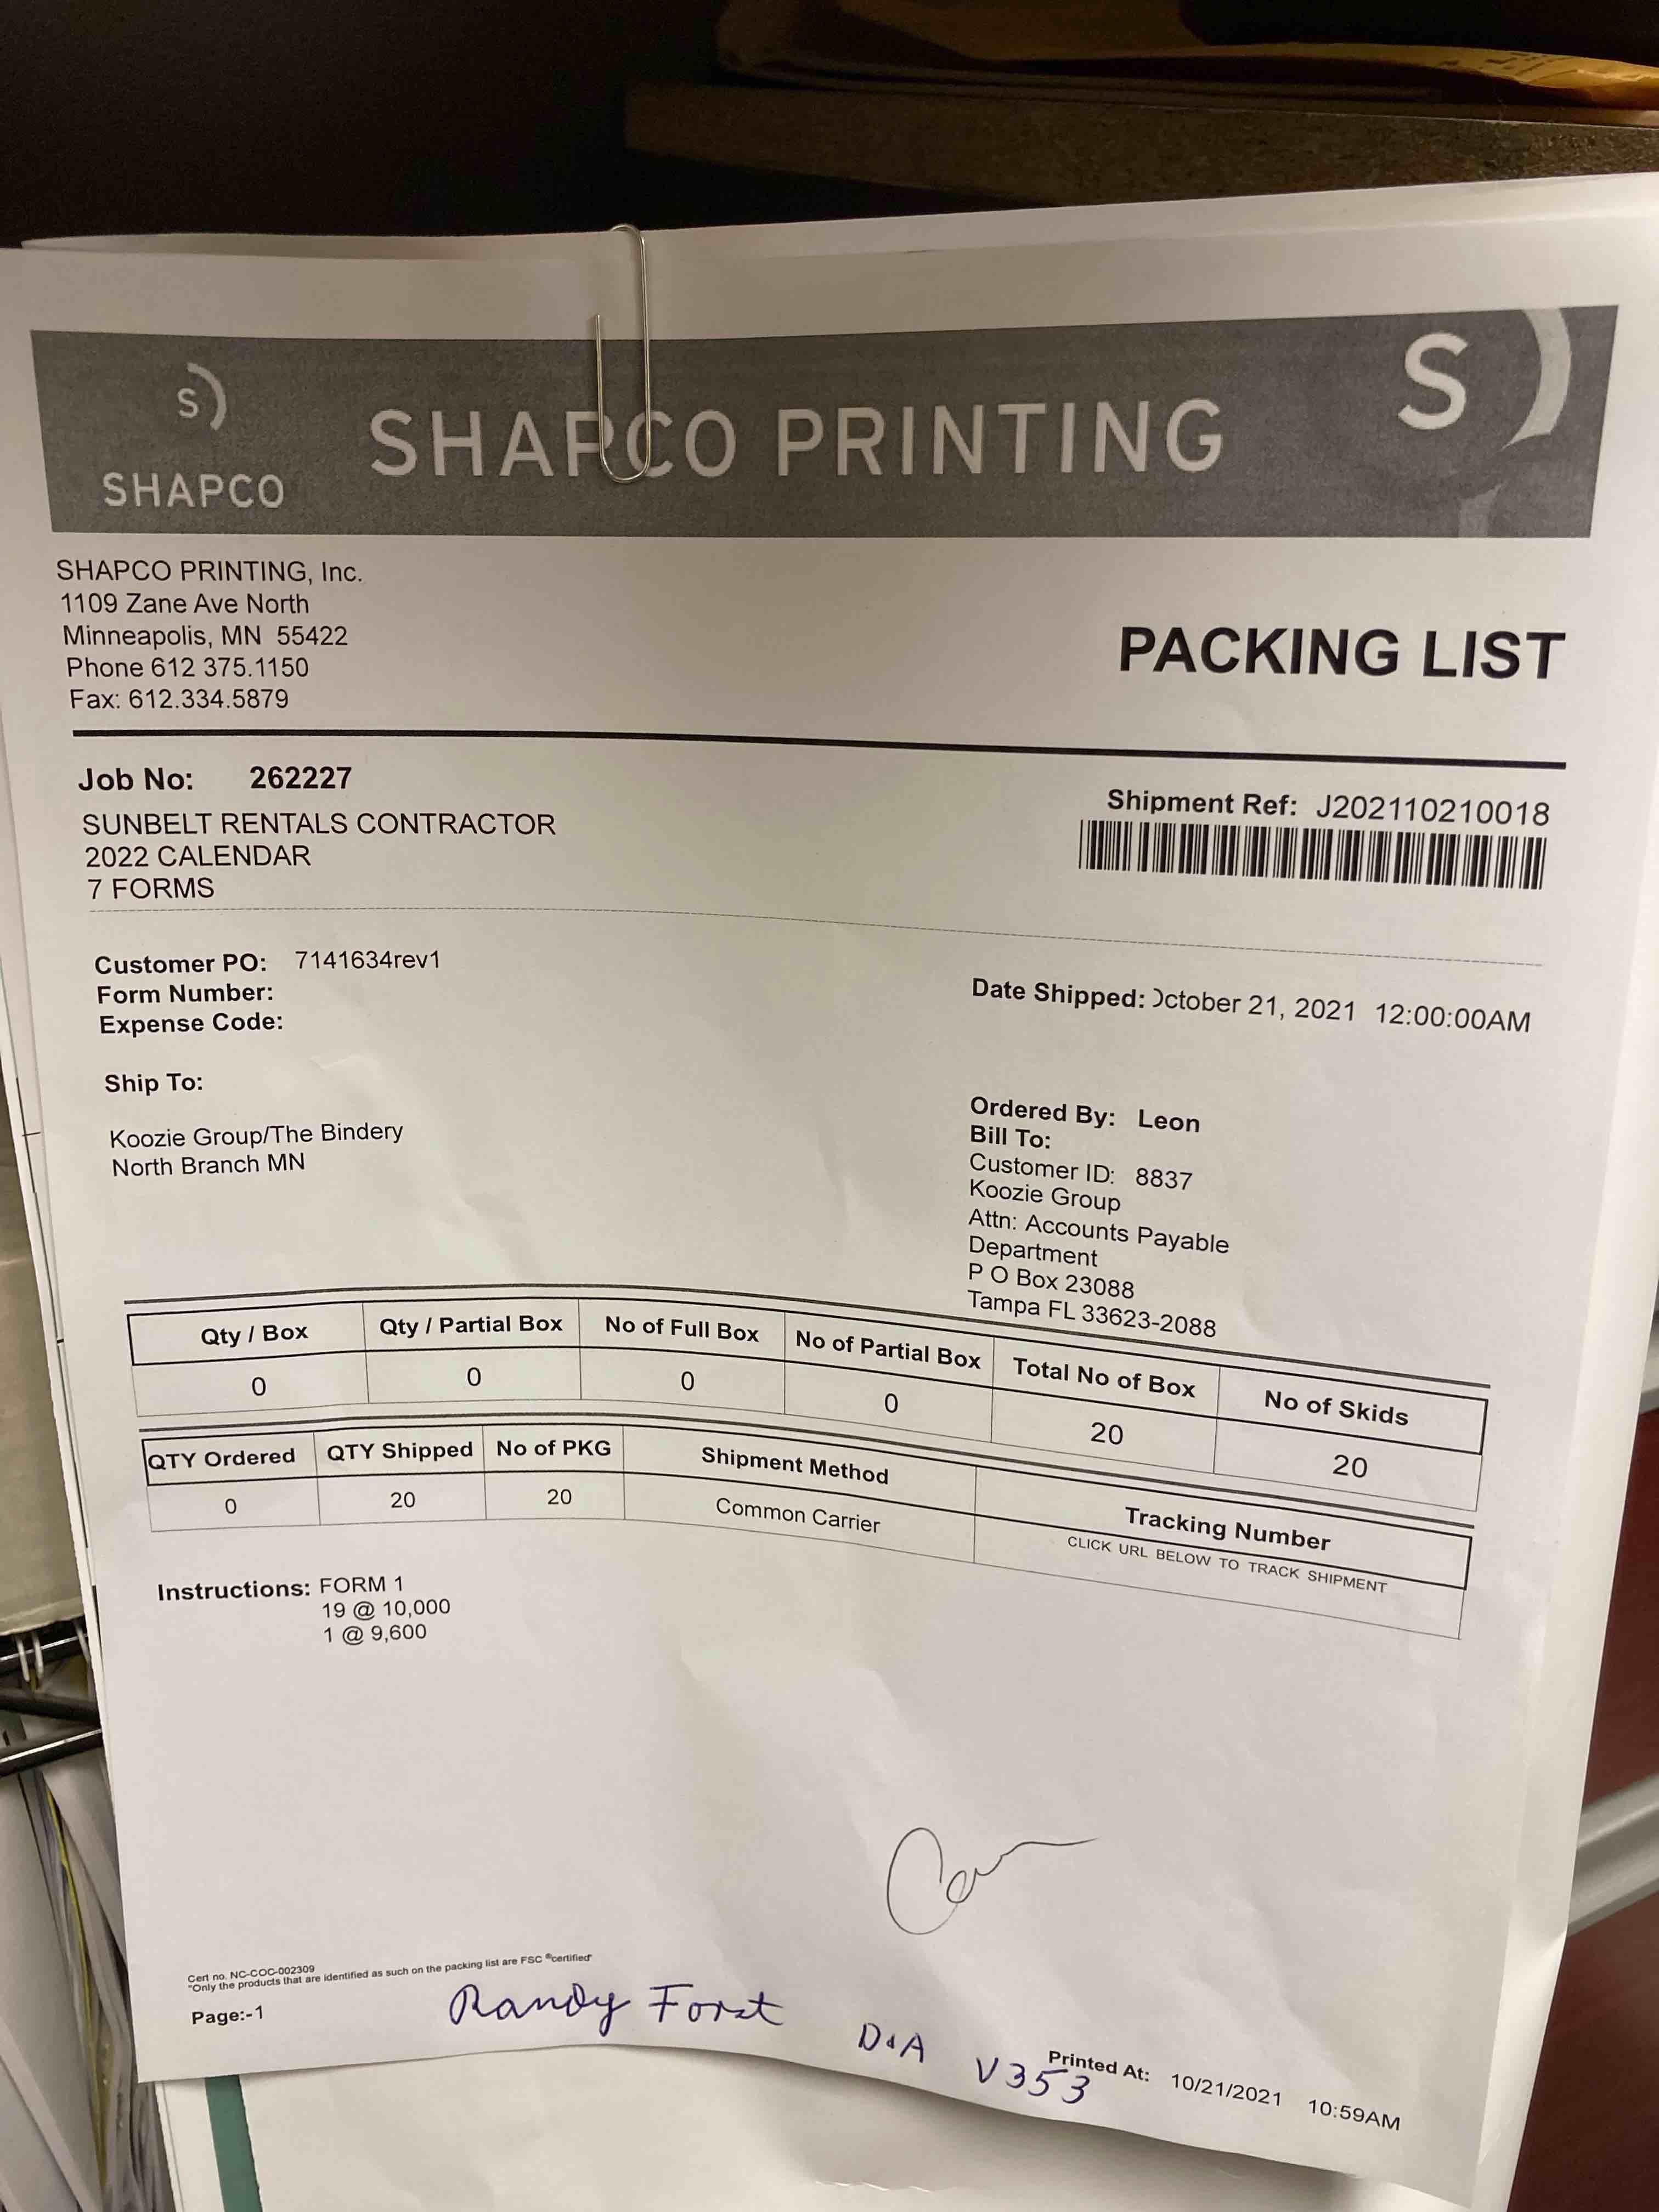 S)
SHAPCO
SHAPCO PRINTING
S)
SHAPCO PRINTING, Inc.
1109 Zane Ave North
Minneapolis, MN 55422
Phone 612 375.1150
Fax: 612.334.5879
PACKING LIST
Job No: 262227
SUNBELT RENTALS CONTRACTOR
2022 CALENDAR
7 FORMS
Shipment Ref: J202110210018
Customer PO: 7141634rev1
Form Number:
Expense Code:
Date Shipped: October 21, 2021 12:00:00AM
Ship To:
Koozie Group/The Bindery
North Branch MN
Ordered By: Leon
Bill To:
Customer ID: 8837
Koozie Group
Attn: Accounts Payable
Department
P O Box 23088
Tampa FL 33623-2088
Qty / Box Qty / Partial Box No of Full Box No of Partial Box Total No of Box No of Skids
0 0 0 0 20 20
QTY Ordered QTY Shipped No of PKG Shipment Method Tracking Number
0 20 20 Common Carrier CLICK URL BELOW TO TRACK SHIPMENT
Instructions: FORM 1
19 @ 10,000
1 @ 9,600
Cert no. NC-COC-002309
"Only the products that are identified as such on the packing list are FSC ®certified"
Page:-1
Randy Forst
D&A V353
Printed At: 10/21/2021 10:59AM